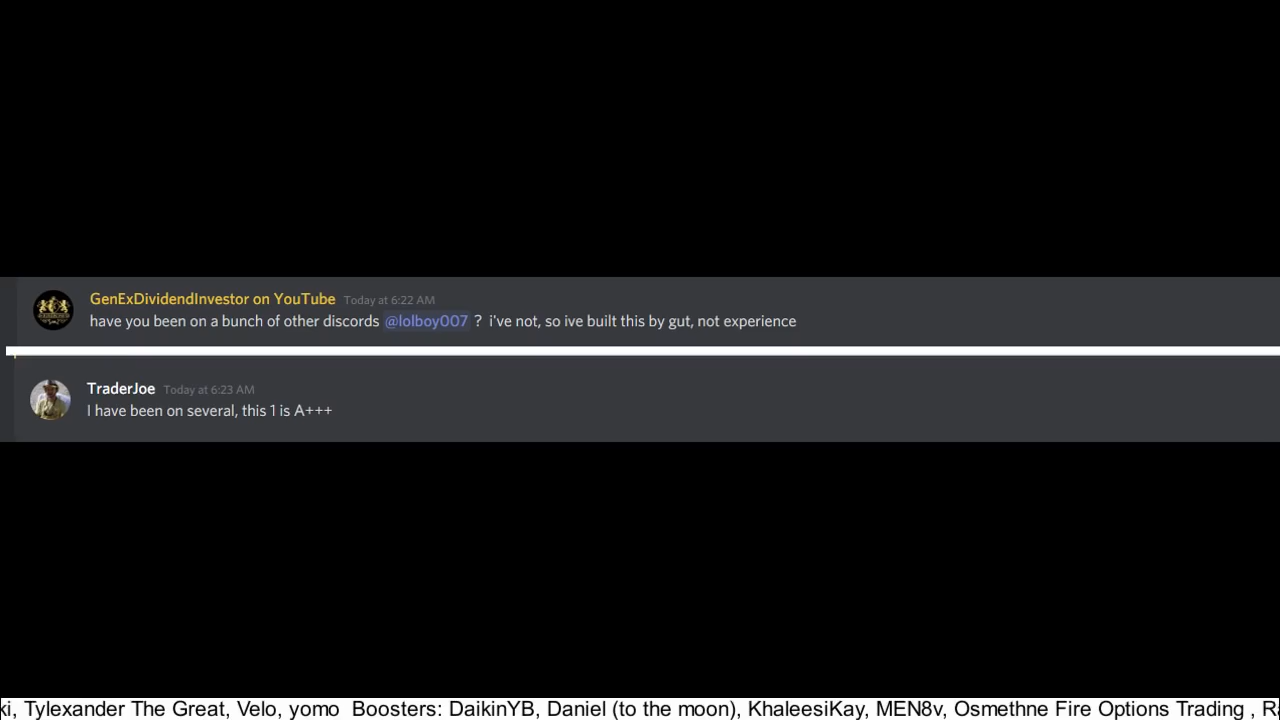 GenExDividendInvestor on YouTube Today at 6:22 AM
have you been on a bunch of other discords @lolboy007 ? i've not, so ive built this by gut, not experience
TraderJoe Today at 6:23 AM
I have been on several, this 1 is A+++
ki, Tylexander The Great, Velo, yomo Boosters: DaikinYB, Daniel (to the moon), KhaleesiKay, MEN8v, Osmethne Fire Options Trading , R